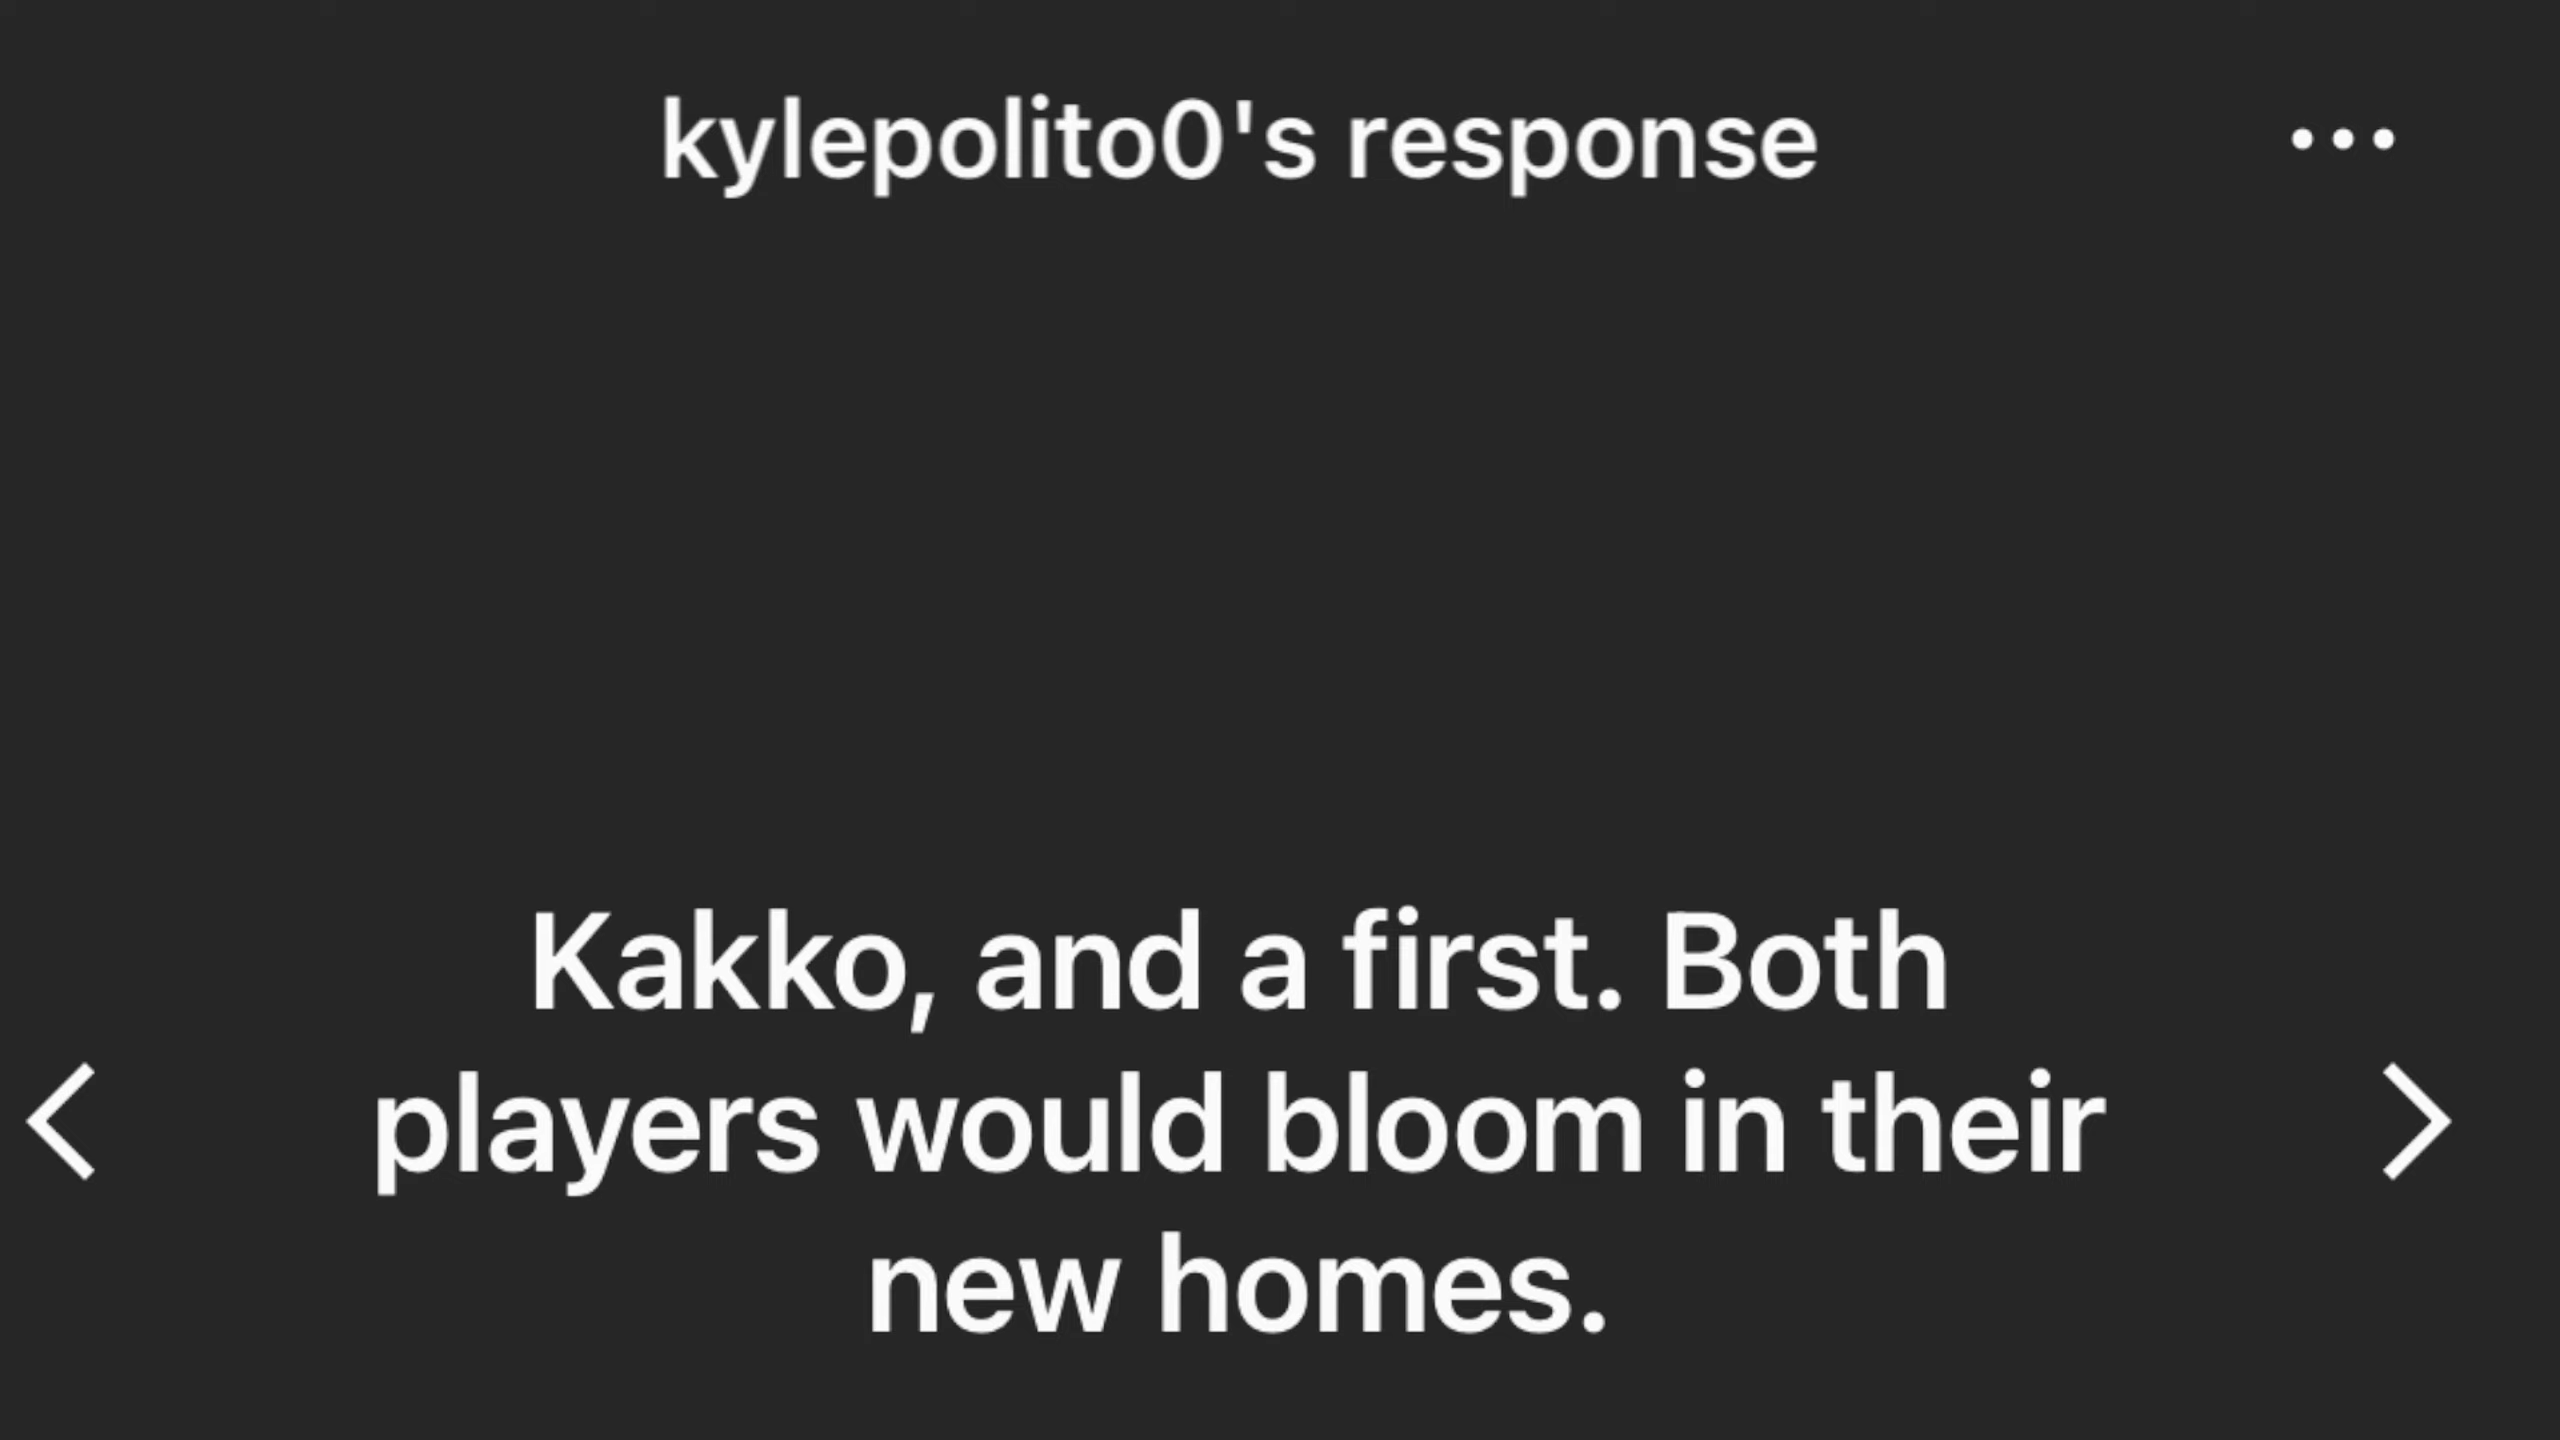 kylepolito0's response
Kakko, and a first. Both
players would bloom in their
new homes.